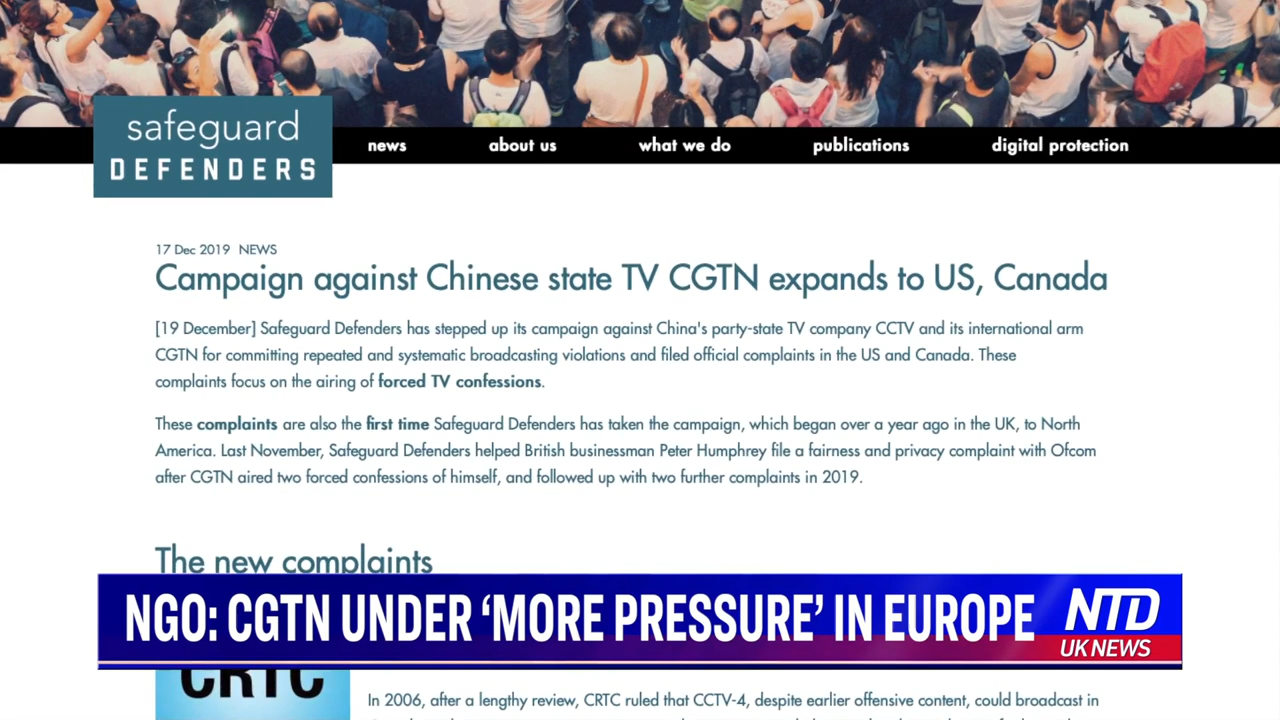 safeguard
DEFENDERS
news about us what we do publications digital protection
17 Dec 2019 NEWS
Campaign against Chinese state TV CGTN expands to US, Canada
[19 December] Safeguard Defenders has stepped up its campaign against China's party-state TV company CCTV and its international arm
CGTN for committing repeated and systematic broadcasting violations and filed official complaints in the US and Canada. These
complaints focus on the airing of forced TV confessions.
These complaints are also the first time Safeguard Defenders has taken the campaign, which began over a year ago in the UK, to North
America. Last November, Safeguard Defenders helped British businessman Peter Humphrey file a fairness and privacy complaint with Ofcom
after CGTN aired two forced confessions of himself, and followed up with two further complaints in 2019.
The new complaints
NGO: CGTN UNDER ‘MORE PRESSURE’ IN EUROPE
NTD
UK NEWS
CRTC
In 2006, after a lengthy review, CRTC ruled that CCTV-4, despite earlier offensive content, could broadcast in